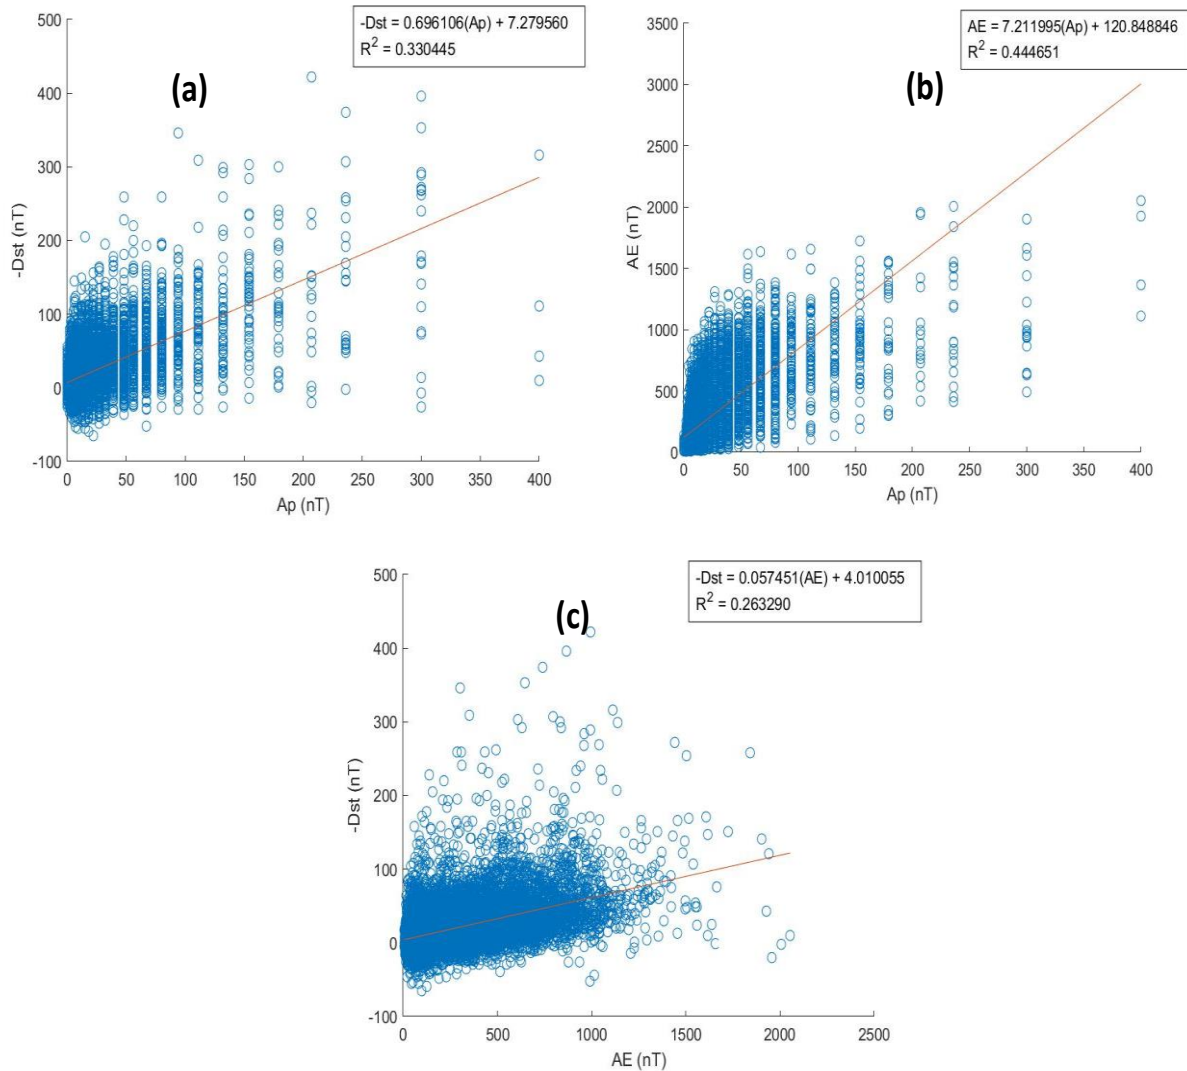 -Dst = 0.696106(Ap) + 7.279560
R² = 0.330445
(a)
500
400
300
200
100
0
-100
-Dst (nT)
0 50 100 150 200 250 300 350 400
Ap (nT)
AE = 7.211995(Ap) + 120.848846
R² = 0.444651
(b)
3500
3000
2500
2000
1500
1000
500
0
AE (nT)
0 50 100 150 200 250 300 350 400
Ap (nT)
-Dst = 0.057451(AE) + 4.010055
R² = 0.263290
(c)
500
400
300
200
100
0
-100
-Dst (nT)
0 500 1000 1500 2000 2500
AE (nT)